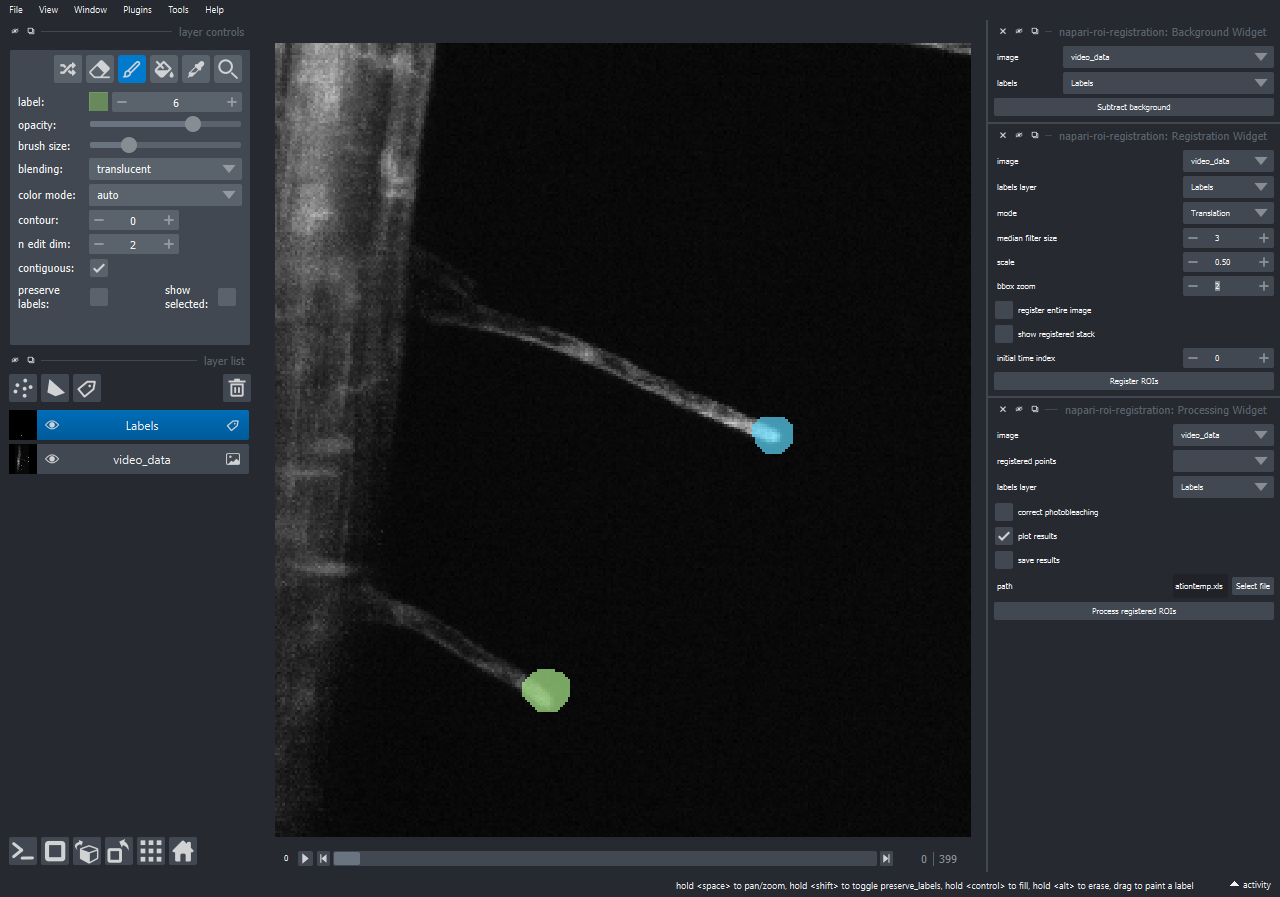 File View Window Plugins Tools Help
layer controls
label: 6
opacity:
brush size:
blending: translucent
color mode: auto
contour: 0
n edit dim: 2
contiguous:
preserve labels:
show selected:
layer list
Labels
video_data
0
0 399
hold <space> to pan/zoom, hold <shift> to toggle preserve_labels, hold <control> to fill, hold <alt> to erase, drag to paint a label
activity
napari-roi-registration: Background Widget
image video_data
labels Labels
Subtract background
napari-roi-registration: Registration Widget
image video_data
labels layer Labels
mode Translation
median filter size 3
scale 0.50
bbox zoom 2
register entire image
show registered stack
initial time index 0
Register ROIs
napari-roi-registration: Processing Widget
image video_data
registered points
labels layer Labels
correct photobleaching
plot results
save results
path ationtemp.xls Select file
Process registered ROIs